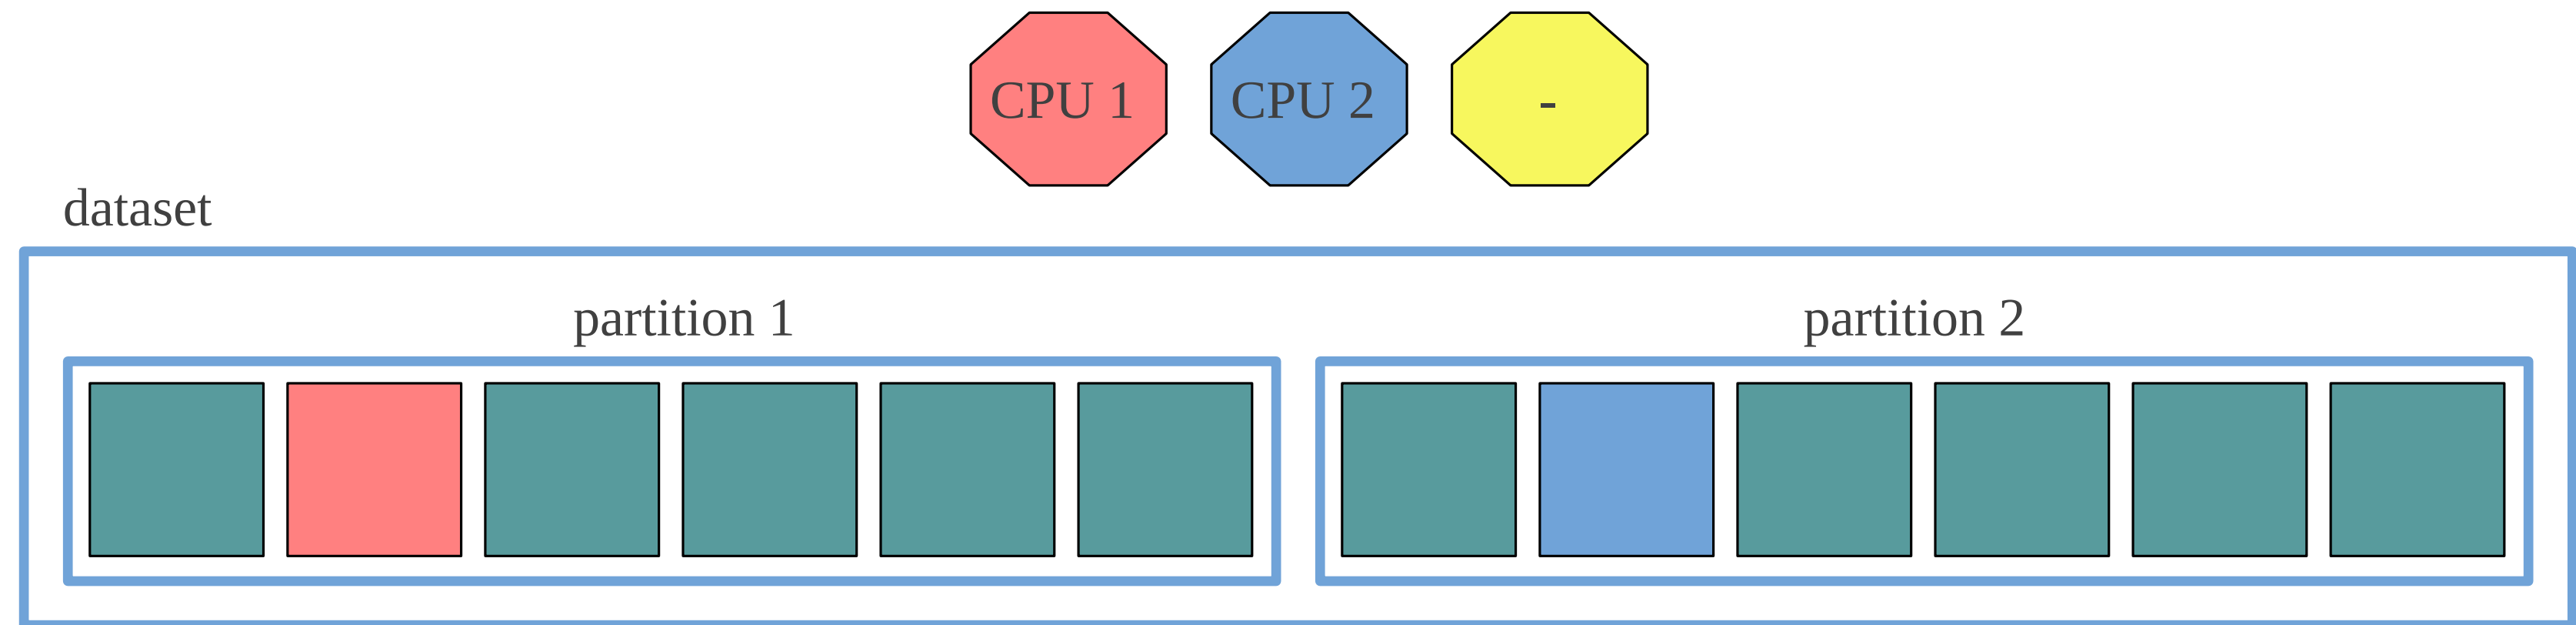 CPU 1
CPU 2
-
dataset
partition 1
partition 2